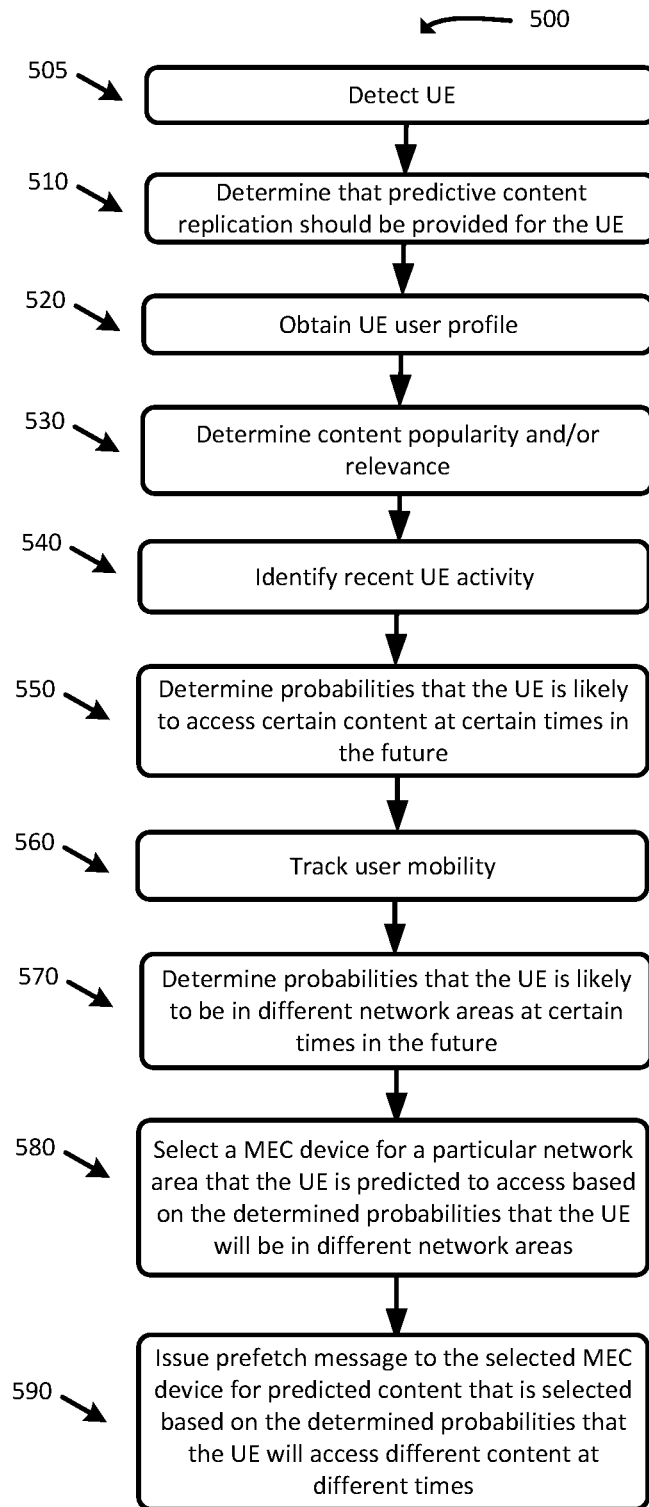 500
505
Detect UE
510
Determine that predictive content
replication should be provided for the UE
520
Obtain UE user profile
530
Determine content popularity and/or
relevance
540
Identify recent UE activity
550
Determine probabilities that the UE is likely
to access certain content at certain times in
the future
560
Track user mobility
570
Determine probabilities that the UE is likely
to be in different network areas at certain
times in the future
580
Select a MEC device for a particular network
area that the UE is predicted to access based
on the determined probabilities that the UE
will be in different network areas
590
Issue prefetch message to the selected MEC
device for predicted content that is selected
based on the determined probabilities that
the UE will access different content at
different times